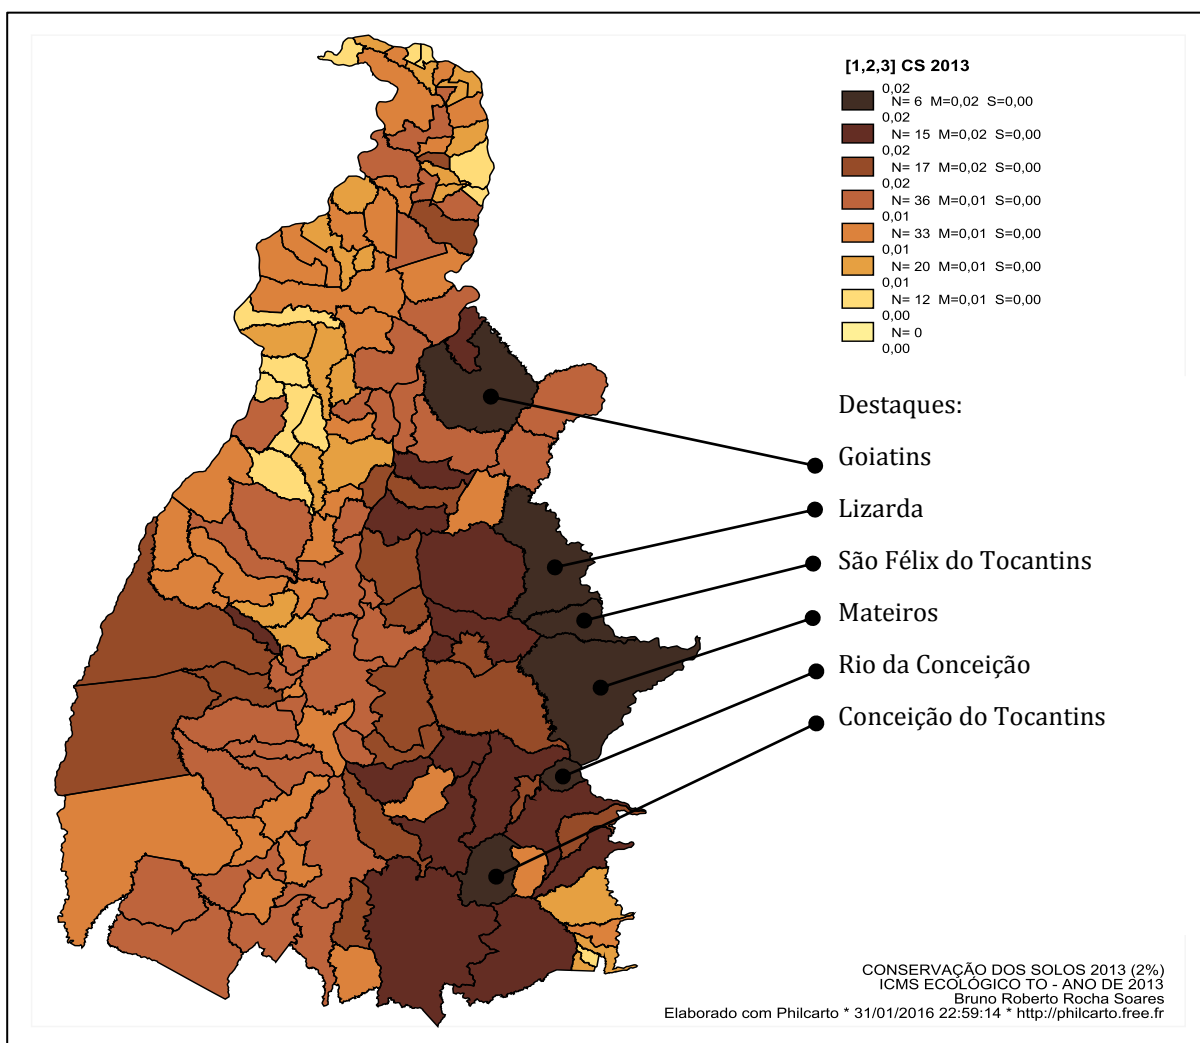 [1,2,3] CS 2013
0,02
N= 6 M=0,02 S=0,00
0,02
N= 15 M=0,02 S=0,00
0,02
N= 17 M=0,02 S=0,00
0,02
N= 36 M=0,01 S=0,00
0,01
N= 33 M=0,01 S=0,00
0,01
N= 20 M=0,01 S=0,00
0,01
N= 12 M=0,01 S=0,00
0,00
N= 0
0,00
Destaques:
Goiatins
Lizarda
São Félix do Tocantins
Mateiros
Rio da Conceição
Conceição do Tocantins
CONSERVAÇÃO DOS SOLOS 2013 (2%)
ICMS ECOLÓGICO TO - ANO DE 2013
Bruno Roberto Rocha Soares
Elaborado com Philcarto * 31/01/2016 22:59:14 * http://philcarto.free.fr